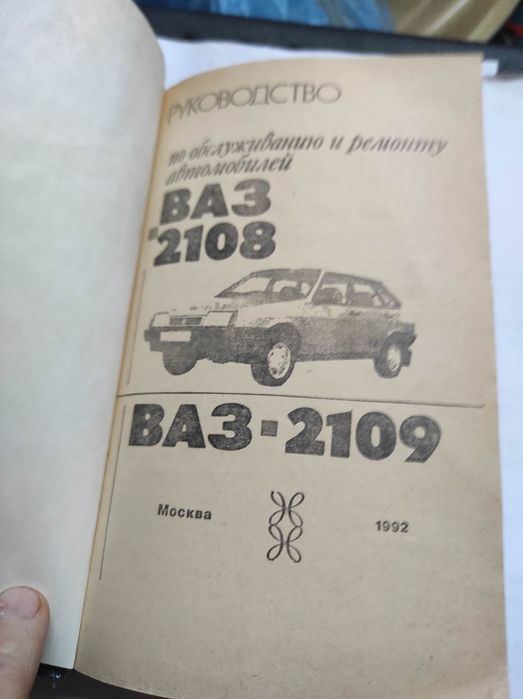 РУКОВОДСТВО
по обслуживанию и ремонту
автомобилей
ВАЗ
2108
ВАЗ-2109
Москва
1992